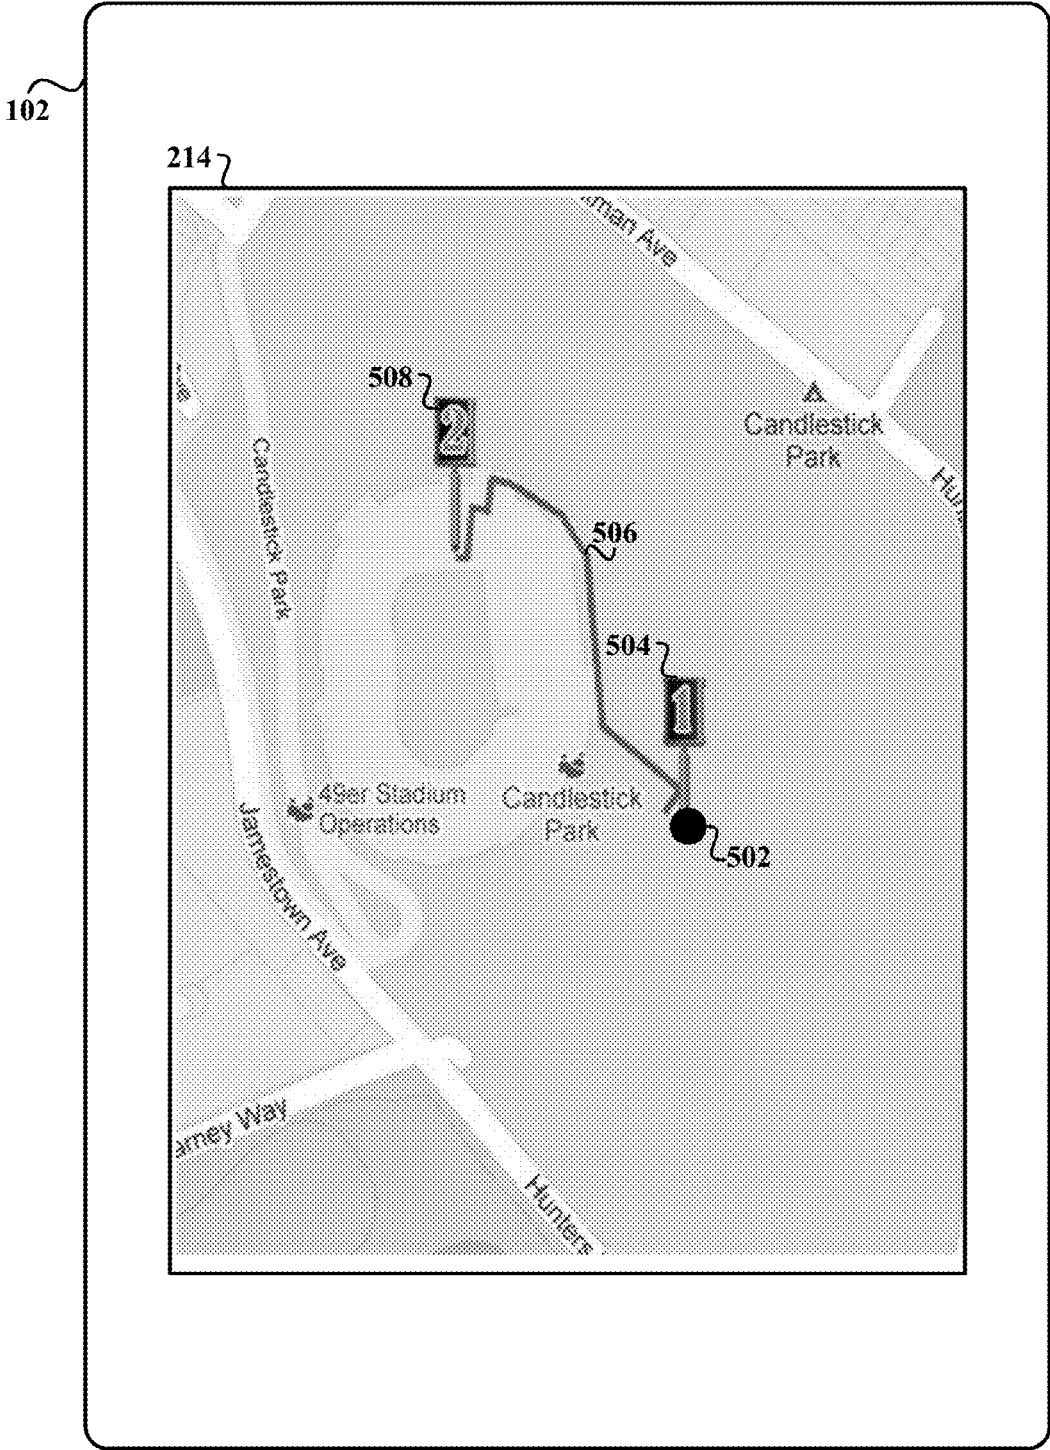 102
214
man Ave
508
2
Candlestick
Park
Candlestick Park
506
504
1
49er Stadium
Operations
Candlestick
Park
502
Jamestown Ave
arney Way
Hunters